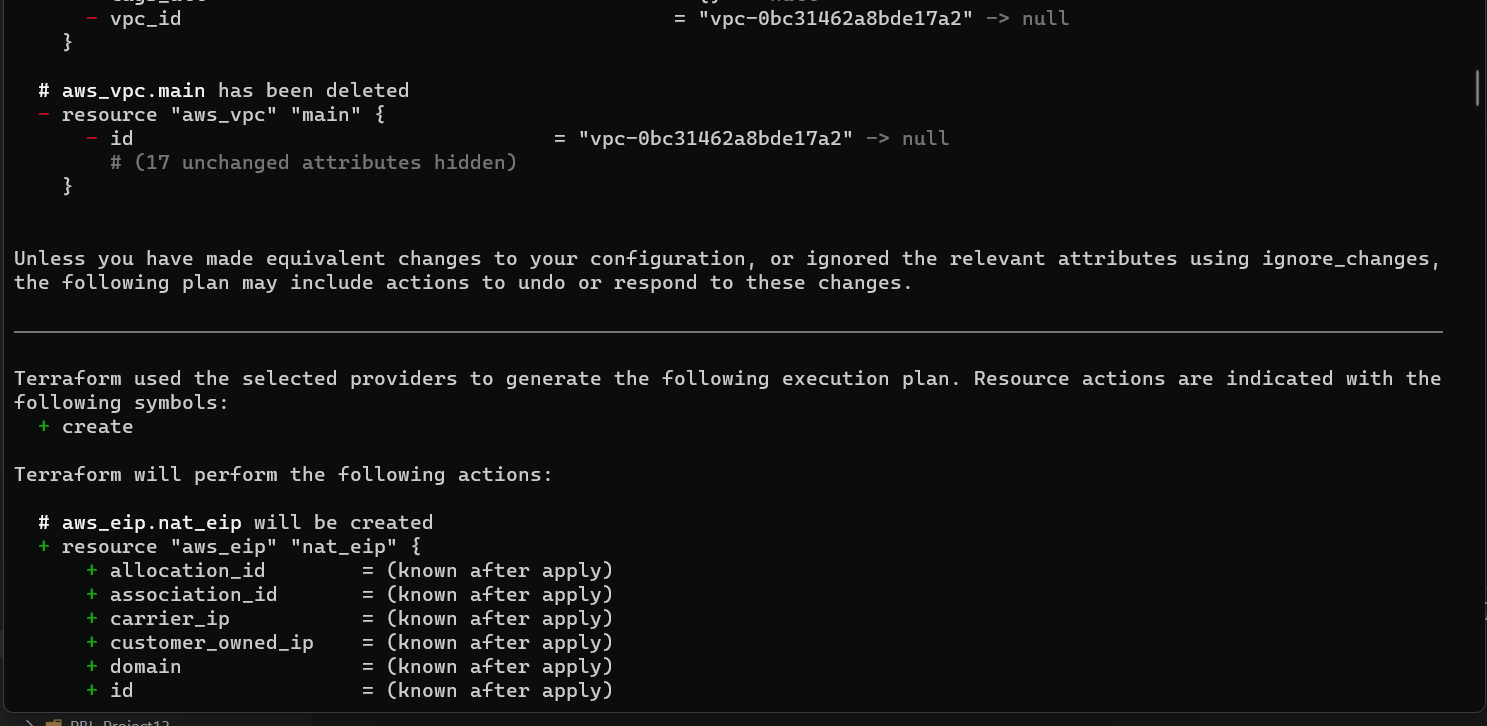 - vpc_id = "vpc-0bc31462a8bde17a2" -> null
}
# aws_vpc.main has been deleted
- resource "aws_vpc" "main" {
- id = "vpc-0bc31462a8bde17a2" -> null
# (17 unchanged attributes hidden)
}
Unless you have made equivalent changes to your configuration, or ignored the relevant attributes using ignore_changes,
the following plan may include actions to undo or respond to these changes.
Terraform used the selected providers to generate the following execution plan. Resource actions are indicated with the
following symbols:
+ create
Terraform will perform the following actions:
# aws_eip.nat_eip will be created
+ resource "aws_eip" "nat_eip" {
+ allocation_id = (known after apply)
+ association_id = (known after apply)
+ carrier_ip = (known after apply)
+ customer_owned_ip = (known after apply)
+ domain = (known after apply)
+ id = (known after apply)